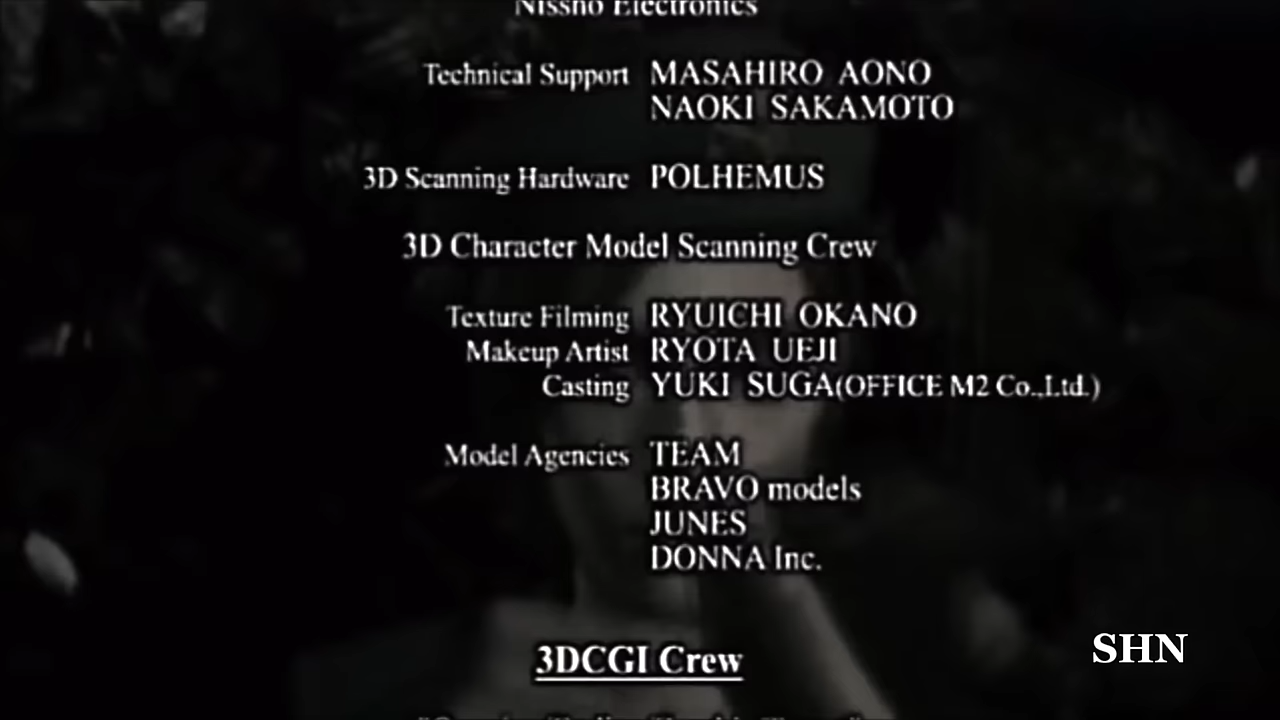 Nissho Electronics
Technical Support MASAHIRO AONO
NAOKI SAKAMOTO
3D Scanning Hardware POLHEMUS
3D Character Model Scanning Crew
Texture Filming RYUICHI OKANO
Makeup Artist RYOTA UEJI
Casting YUKI SUGA(OFFICE M2 Co.,Ltd.)
Model Agencies TEAM
BRAVO models
JUNES
DONNA Inc.
SHN
3DCGI Crew